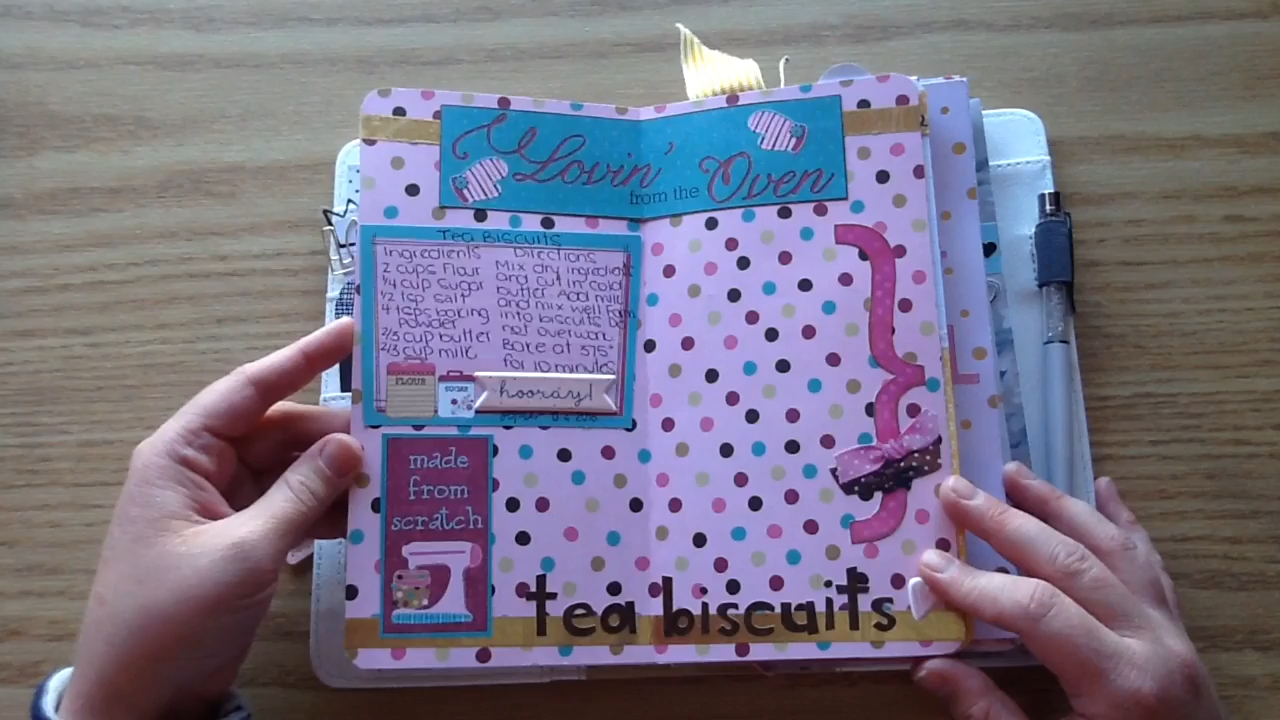 Lovin'
from the Oven
Tea Biscuits
Ingredients
2 cups Flour
1/4 cup sugar
1/2 tsp salt
4 tsps baking
powder
2/3 cup butter
2/3 cup milk
Directions
Mix dry ingredient
and cut in cold
butter. Add milk
and mix well Form
into biscuits
not overwork
Bake at 375°
for 10 minutes
FLOUR
SUGAR
hooray!
made
from
scratch
tea biscuits